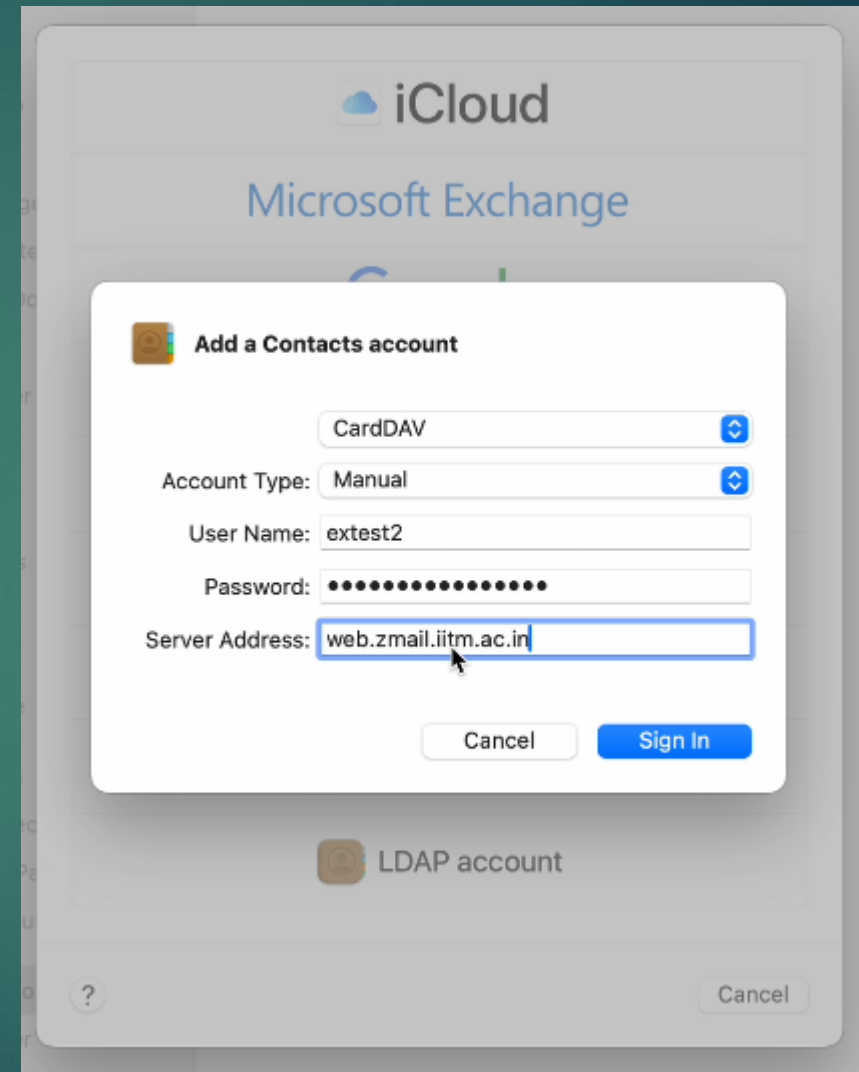 iCloud
Microsoft Exchange
Add a Contacts account
CardDAV
Account Type: Manual
User Name: extest2
Password: ••••••••••••••••
Server Address: web.zmail.iitm.ac.in
Cancel Sign In
LDAP account
? Cancel